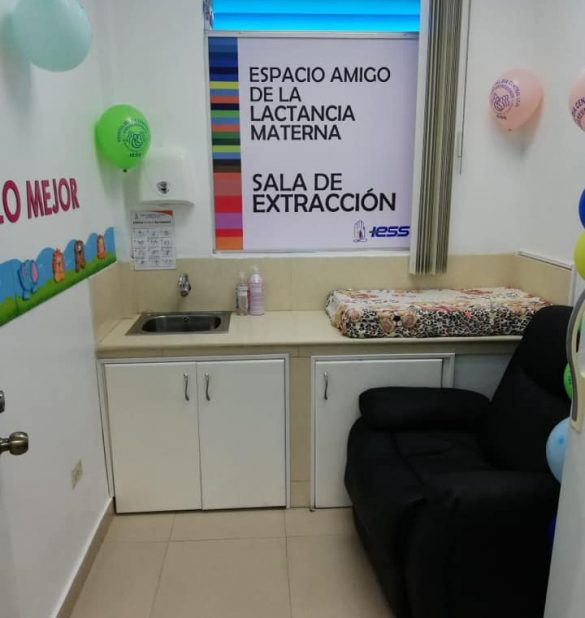 ESPACIO AMIGO
DE LA
LACTANCIA
MATERNA
SALA DE
EXTRACCIÓN
IESS
LO MEJOR